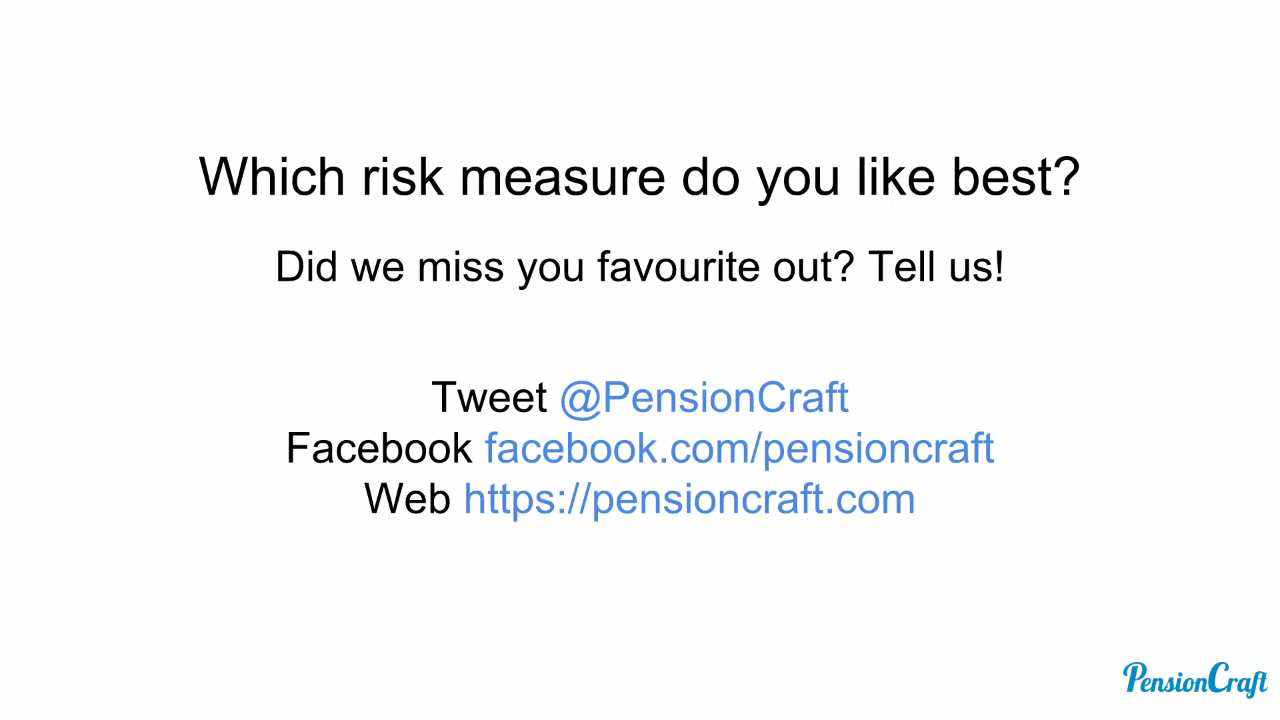 Which risk measure do you like best?
Did we miss you favourite out? Tell us!
Tweet @PensionCraft
Facebook facebook.com/pensioncraft
Web https://pensioncraft.com
PensionCraft